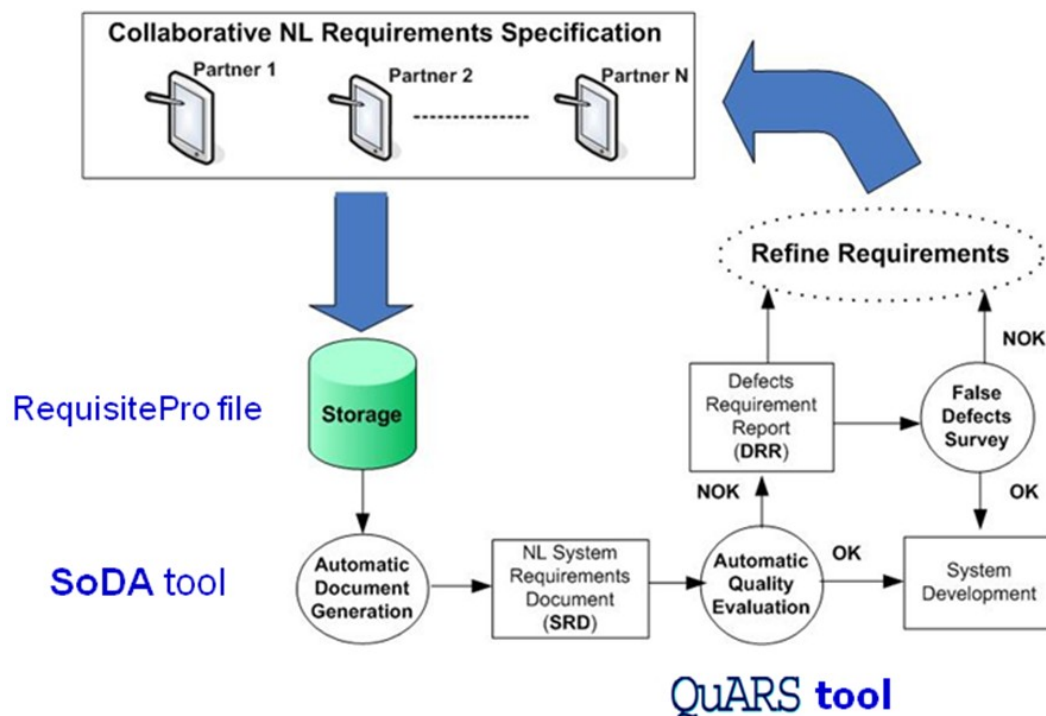 Collaborative NL Requirements Specification
Partner 1
Partner 2
Partner N
Refine Requirements
NOK
RequisitePro file
Storage
Defects
Requirement
Report
(DRR)
False
Defects
Survey
NOK
OK
SoDA tool
Automatic
Document
Generation
NL System
Requirements
Document
(SRD)
Automatic
Quality
Evaluation
OK
System
Development
QuARS tool